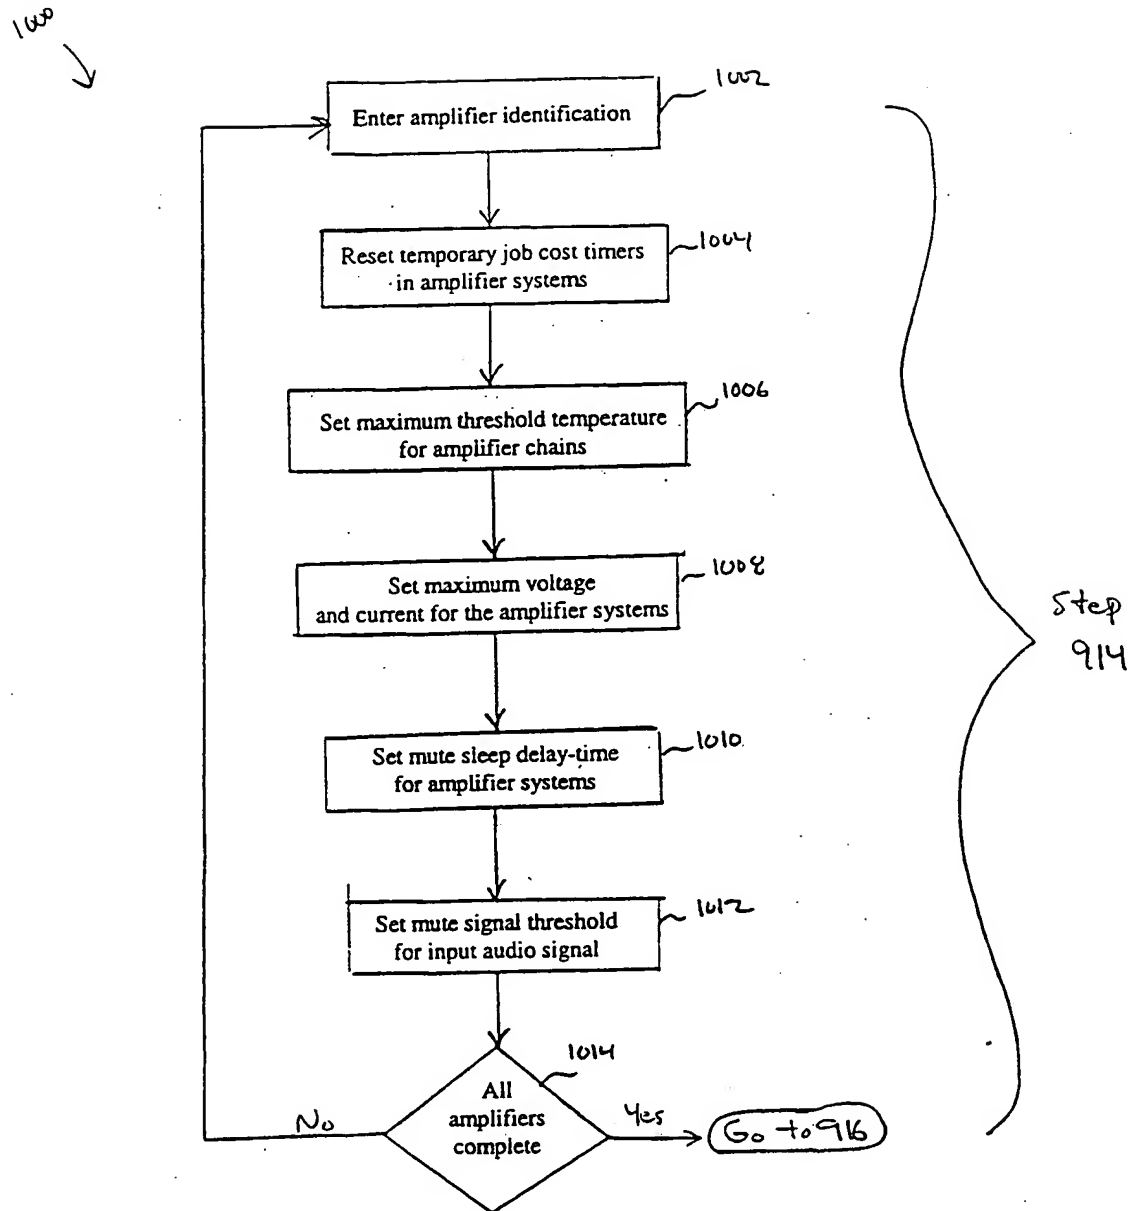 1000
1002
Enter amplifier identification
1004
Reset temporary job cost timers
in amplifier systems
1006
Set maximum threshold temperature
for amplifier chains
1008
Set maximum voltage
and current for the amplifier systems
Step
914
1010
Set mute sleep delay-time
for amplifier systems
1012
Set mute signal threshold
for input audio signal
1014
All
amplifiers
complete
No
Yes
Go to 916